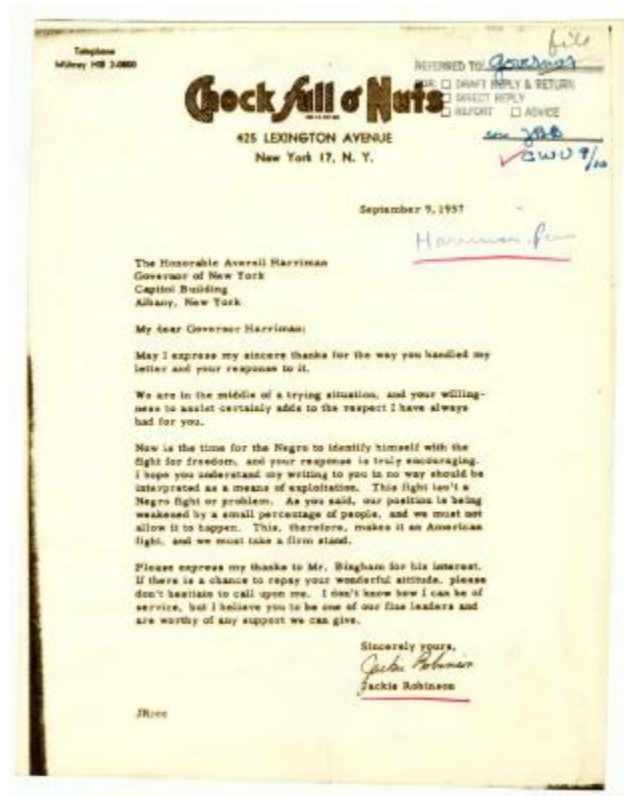 file
Telephone
MUrray Hill 2-0800
REFERRED TO: Governor
FOR: ☐ DRAFT REPLY & RETURN
☐ DIRECT REPLY
☐ REPORT ☐ ADVICE
Chock full o' Nuts
425 LEXINGTON AVENUE
New York 17, N. Y.
September 9, 1957
Harriman
The Honorable Averell Harriman
Governor of New York
Capitol Building
Albany, New York
My dear Governor Harriman:
May I express my sincere thanks for the way you handled my
letter and your response to it.
We are in the middle of a trying situation, and your willing-
ness to assist certainly adds to the respect I have always
had for you.
Now is the time for the Negro to identify himself with the
fight for freedom, and your response is truly encouraging.
I hope you understand my writing to you in no way should be
interpreted as a means of exploitation. This fight isn't a
Negro fight or problem. As you said, our position is being
weakened by a small percentage of people, and we must not
allow it to happen. This, therefore, makes it an American
fight, and we must take a firm stand.
Please express my thanks to Mr. Bingham for his interest.
If there is a chance to repay your wonderful attitude, please
don't hesitate to call upon me. I don't know how I can be of
service, but I believe you to be one of our fine leaders and
are worthy of any support we can give.
Sincerely yours,
Jackie Robinson
Jackie Robinson
JR:cc